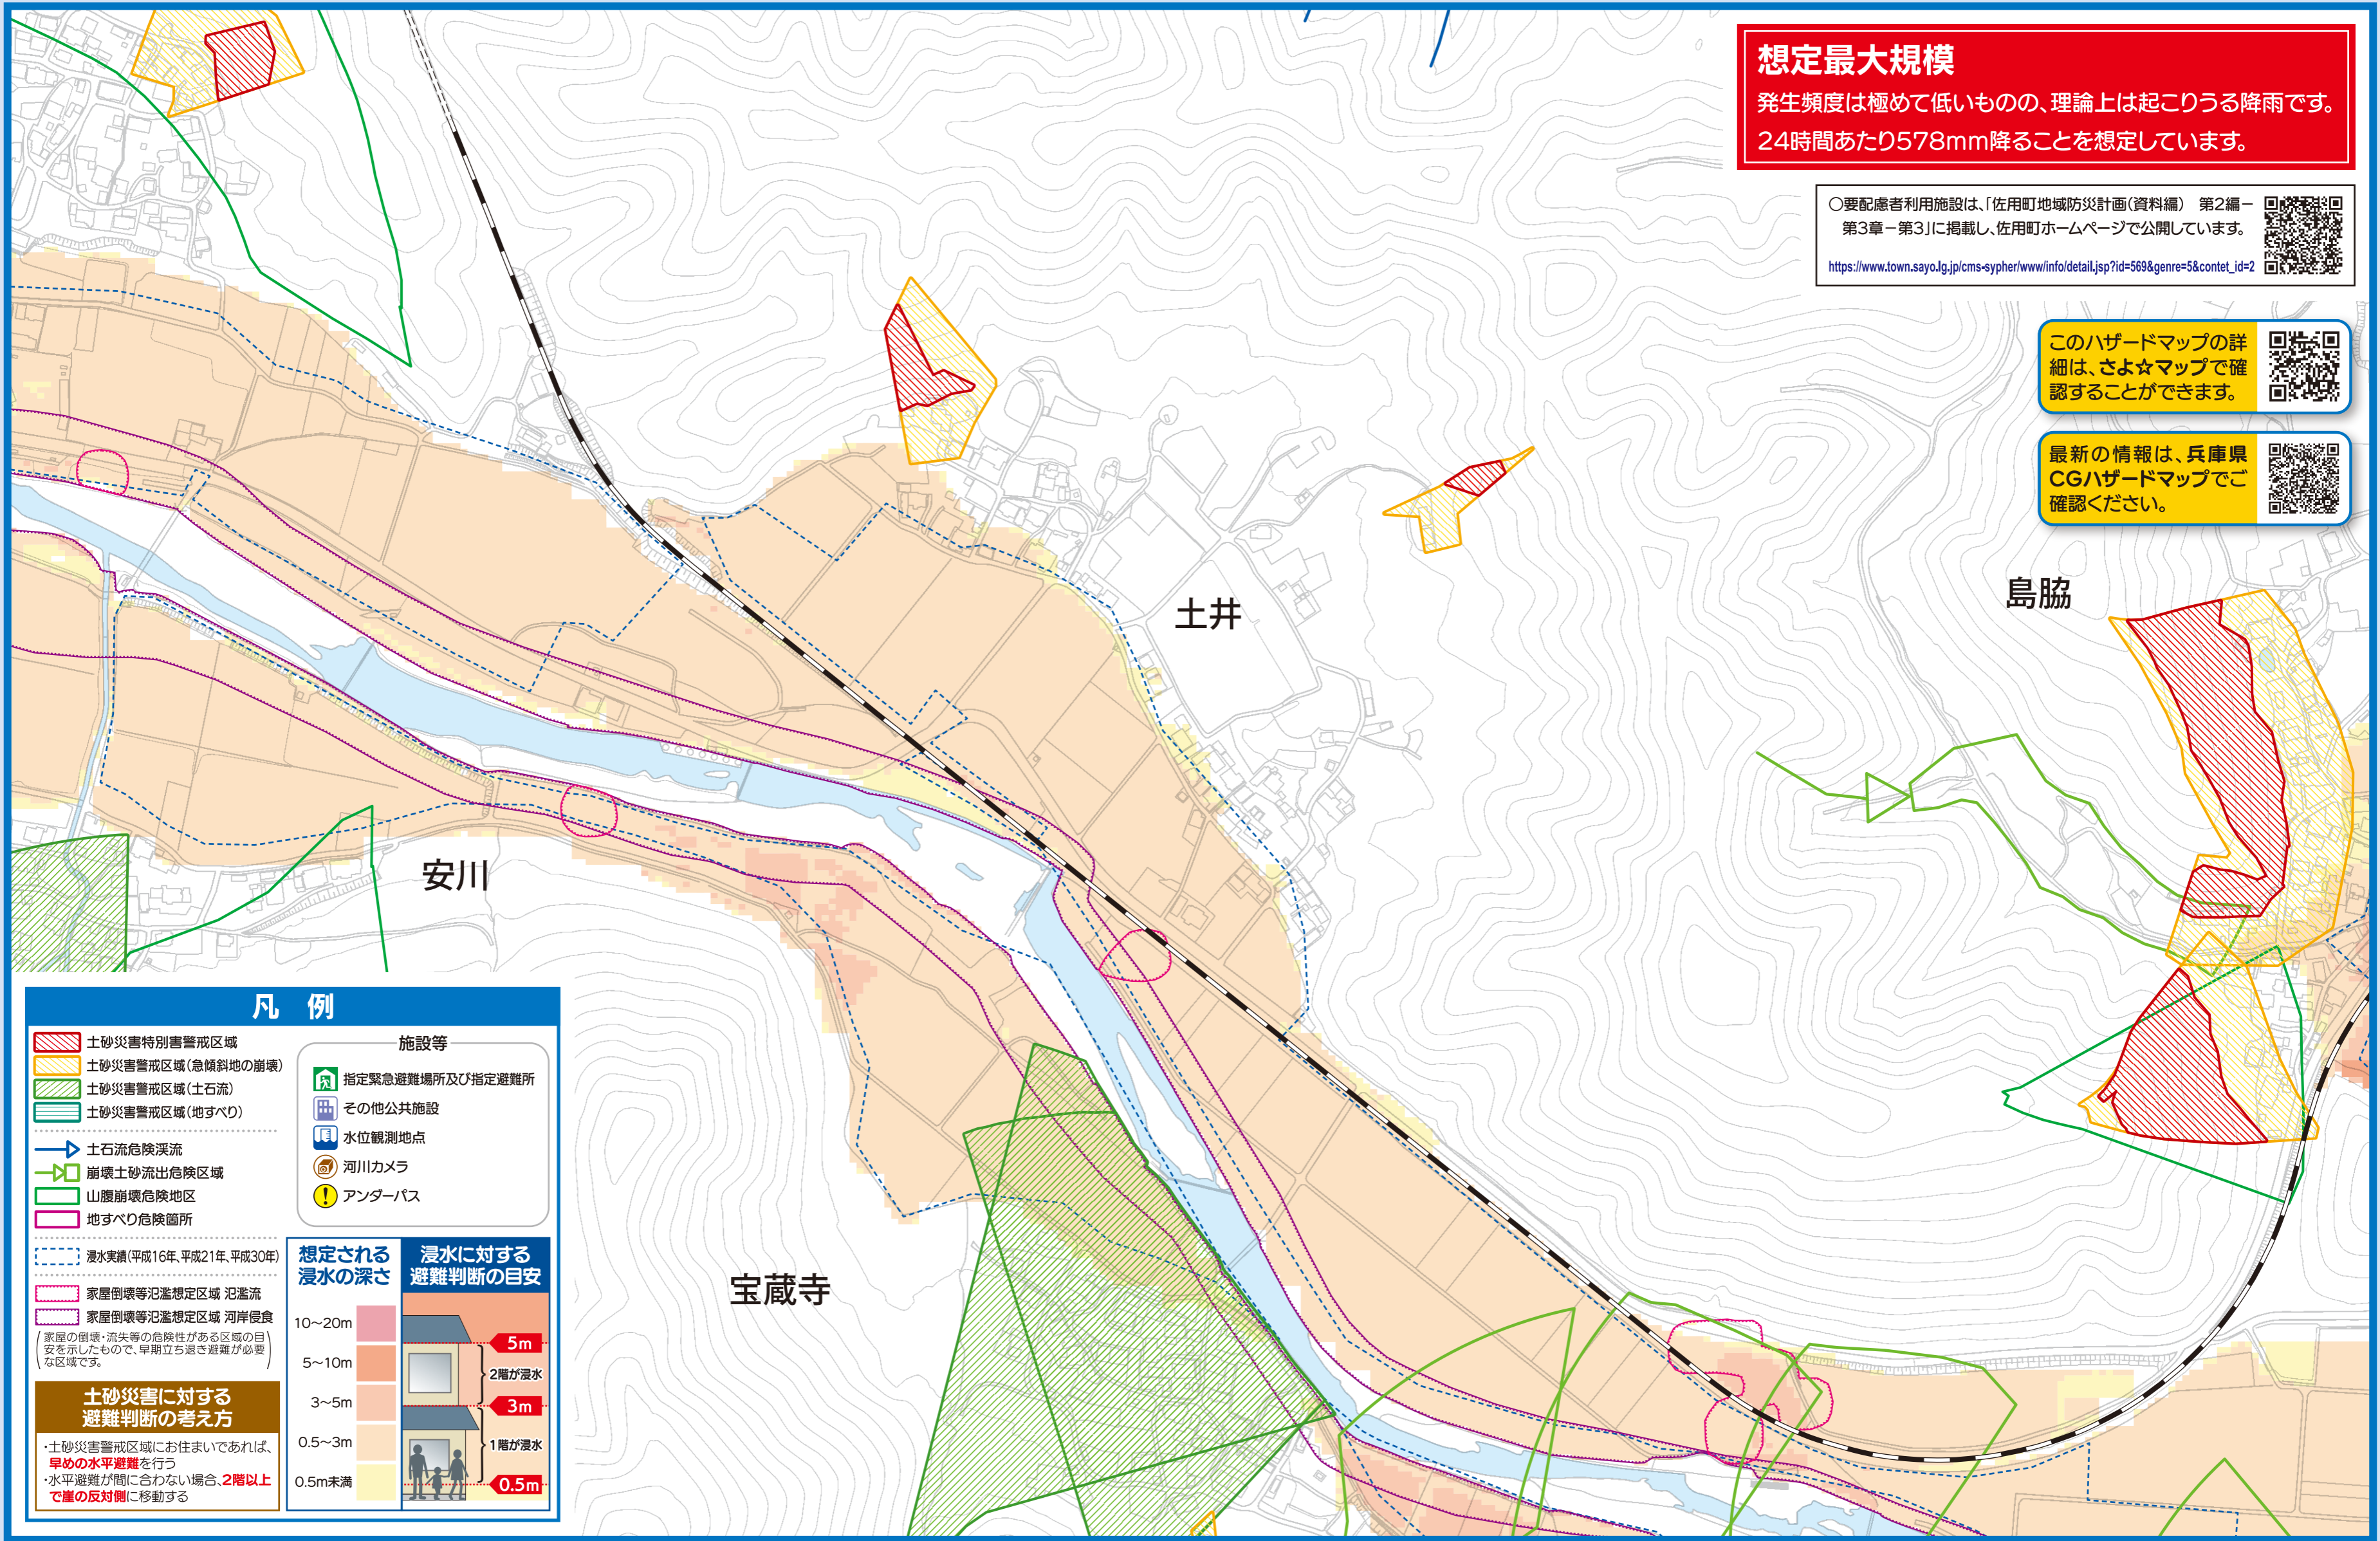 想定最大規模
発生頻度は極めて低いものの、理論上は起こりうる降雨です。
24時間あたり578mm降ることを想定しています。
○要配慮者利用施設は、「佐用町地域防災計画(資料編)　第2編－
第3章－第3」に掲載し、佐用町ホームページで公開しています。
https://www.town.sayo.lg.jp/cms-sypher/www/info/detail.jsp?id=569&genre=5&contet_id=2
このハザードマップの詳
細は、さよ☆マップで確
認することができます。
最新の情報は、兵庫県
CGハザードマップでご
確認ください。
島脇
土井
安川
宝蔵寺
凡 例
土砂災害特別害警戒区域
土砂災害警戒区域(急傾斜地の崩壊)
土砂災害警戒区域(土石流)
土砂災害警戒区域(地すべり)
土石流危険渓流
崩壊土砂流出危険区域
山腹崩壊危険地区
地すべり危険箇所
浸水実績(平成16年、平成21年、平成30年)
家屋倒壊等氾濫想定区域 氾濫流
家屋倒壊等氾濫想定区域 河岸侵食
(家屋の倒壊・流失等の危険性がある区域の目
安を示したもので、早期立ち退き避難が必要
な区域です。)
土砂災害に対する
避難判断の考え方
・土砂災害警戒区域にお住まいであれば、
早めの水平避難を行う
・水平避難が間に合わない場合、2階以上
で崖の反対側に移動する
施設等
指定緊急避難場所及び指定避難所
その他公共施設
水位観測地点
河川カメラ
アンダーパス
想定される
浸水の深さ
10～20m
5～10m
3～5m
0.5～3m
0.5m未満
浸水に対する
避難判断の目安
5m
2階が浸水
3m
1階が浸水
0.5m